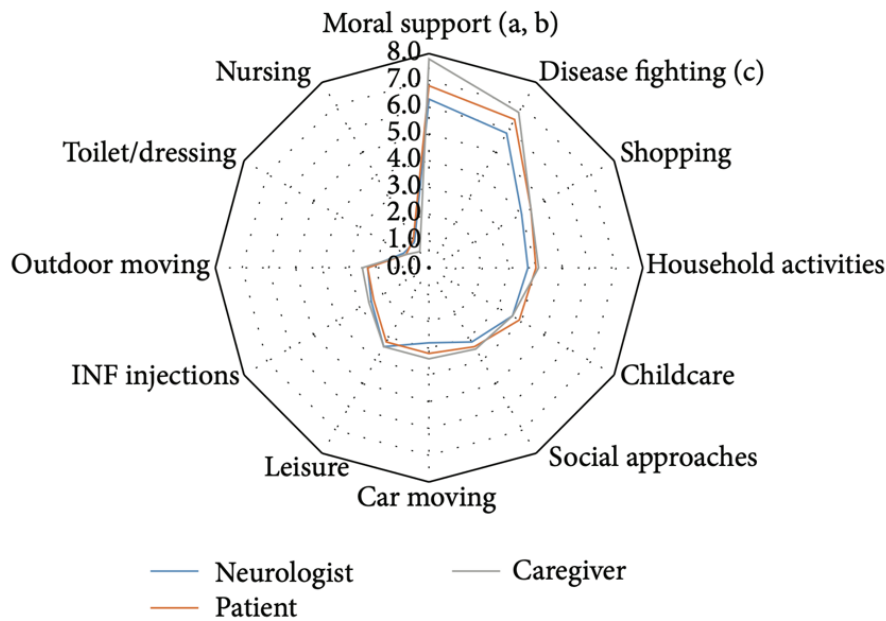 Moral support (a, b)
8.0
Nursing
7.0
Disease fighting (c)
6.0
5.0
Toilet/dressing
4.0
Shopping
3.0
2.0
1.0
Outdoor moving
0.0
Household activities
INF injections
Childcare
Leisure
Social approaches
Car moving
Neurologist
Caregiver
Patient